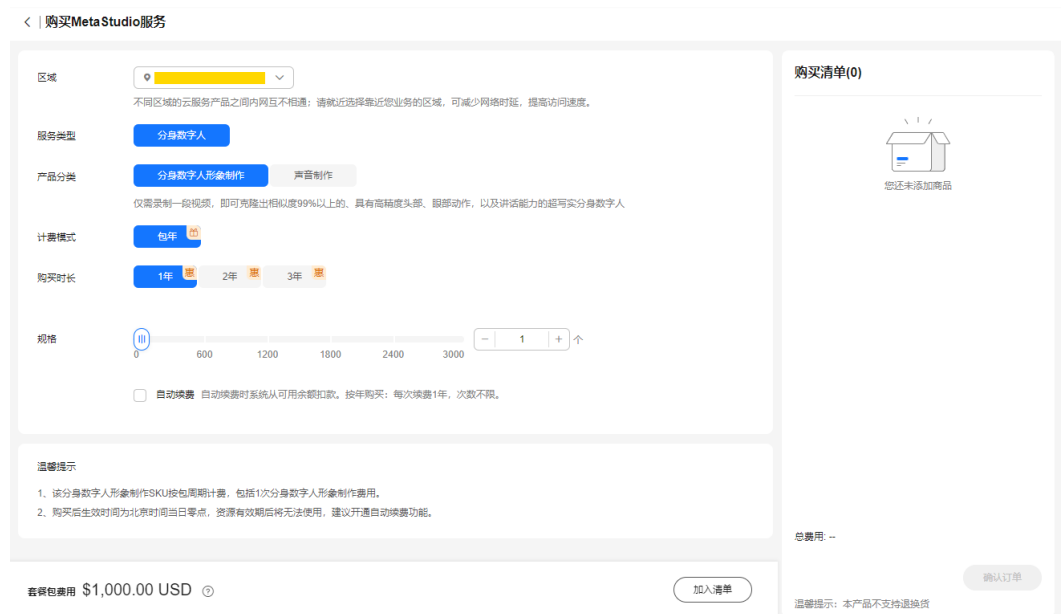 购买MetaStudio服务
区域
不同区域的云服务产品之间内网互不相通；请就近选择靠近您业务的区域，可减少网络时延，提高访问速度。
服务类型
分身数字人
产品分类
分身数字人形象制作
声音制作
仅需录制一段视频，即可克隆出相似度99%以上的、具有高精度头部、眼部动作，以及讲话能力的超写实分身数字人
计费模式
包年
购买时长
1年
惠
2年
惠
3年
惠
规格
0
600
1200
1800
2400
3000
1
个
自动续费 自动续费时系统从可用余额扣款。按年购买：每次续费1年，次数不限。
温馨提示
1、该分身数字人形象制作SKU按包周期计费，包括1次分身数字人形象制作费用。
2、购买后生效时间为北京时间当日零点，资源有效期后将无法使用，建议开通自动续费功能。
套餐包费用 $1,000.00 USD
加入清单
购买清单(0)
您还未添加商品
总费用: --
确认订单
温馨提示：本产品不支持退换货